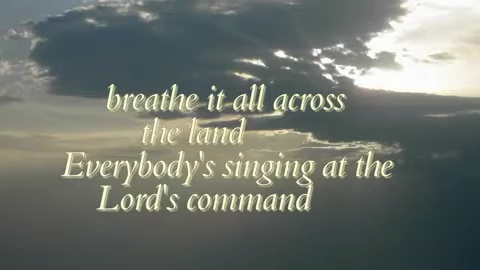 breathe it all across
the land
Everybody's singing at the
Lord's command